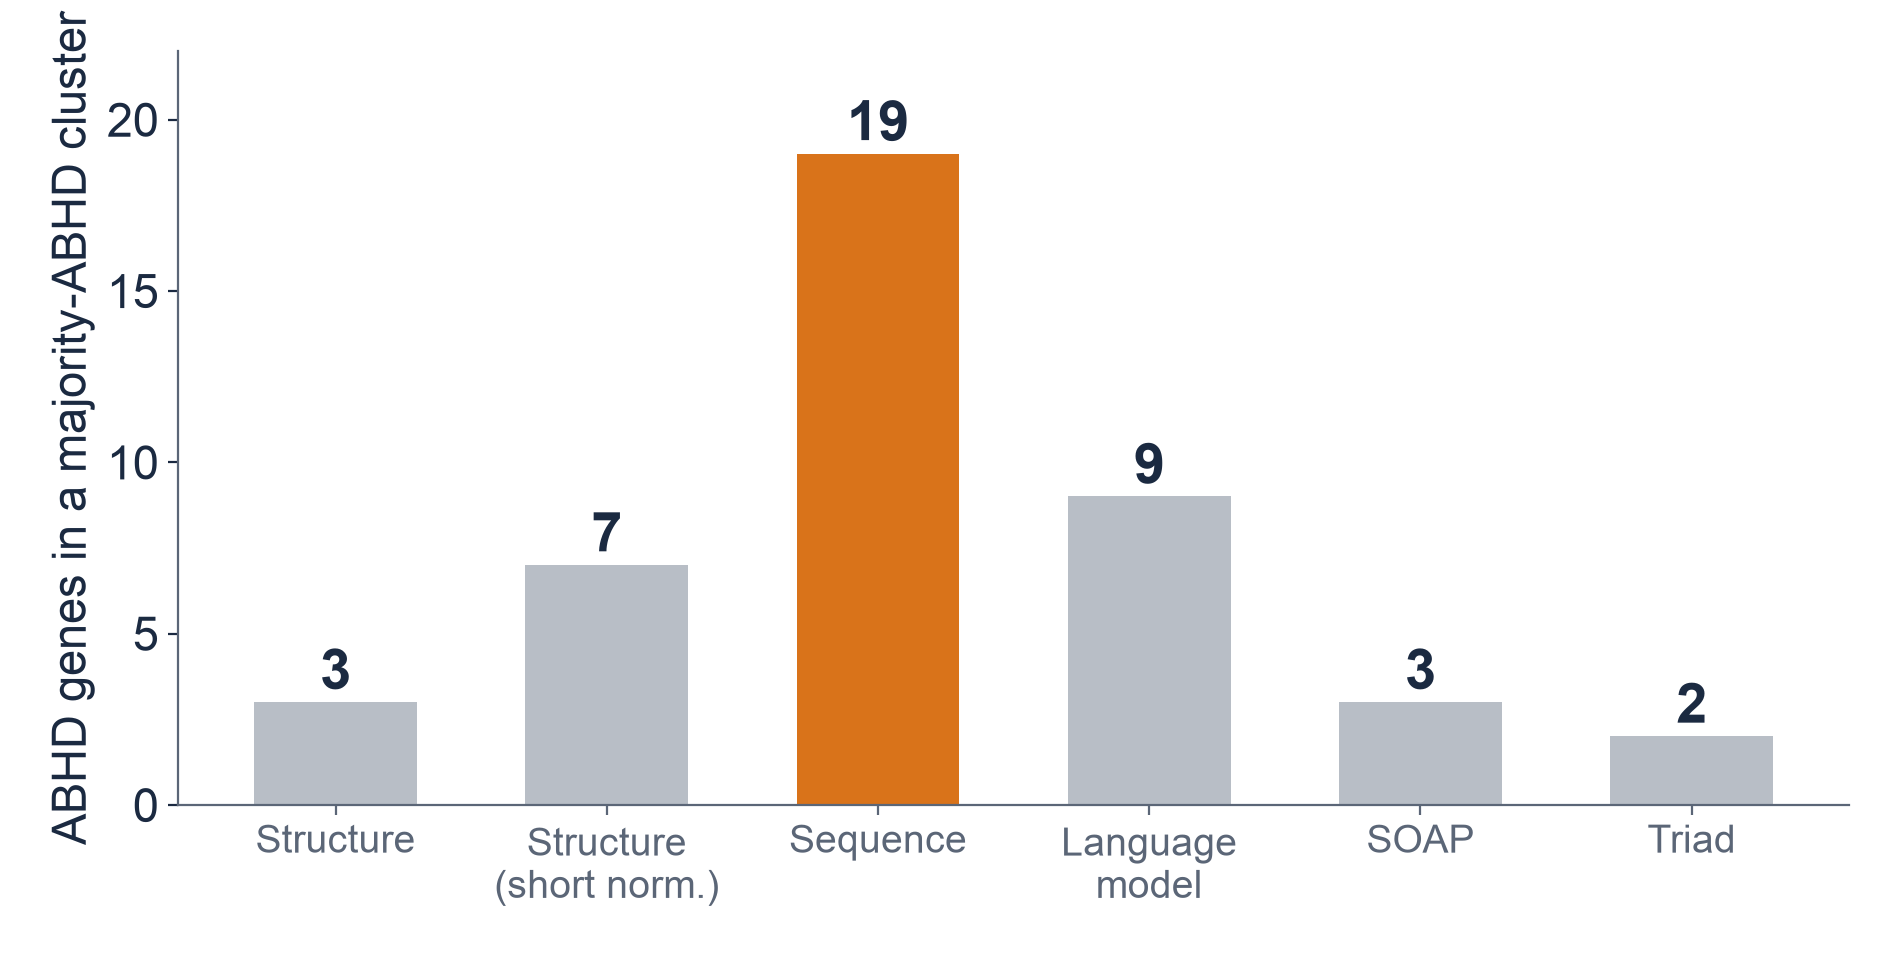 ABHD genes in a majority-ABHD cluster
20
15
10
5
0
3
7
19
9
3
2
Structure
Structure
(short norm.)
Sequence
Language
model
SOAP
Triad